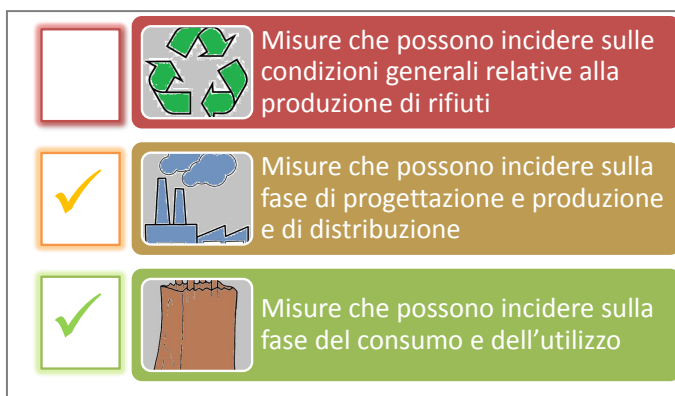 Misure che possono incidere sulle
condizioni generali relative alla
produzione di rifiuti
Misure che possono incidere sulla
fase di progettazione e produzione
e di distribuzione
Misure che possono incidere sulla
fase del consumo e dell’utilizzo